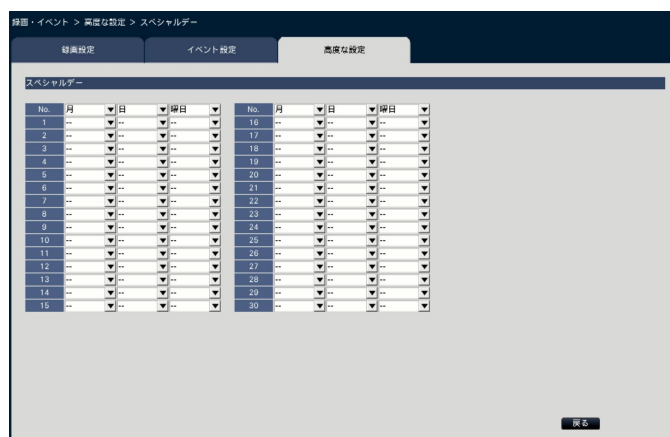 録画・イベント > 高度な設定 > スペシャルデー
録画設定 イベント設定 高度な設定
スペシャルデー
No. 月 ▼ 日 ▼ 曜日 ▼ No. 月 ▼ 日 ▼ 曜日 ▼
1 -- ▼ -- ▼ -- ▼ 16 -- ▼ -- ▼ -- ▼
2 -- ▼ -- ▼ -- ▼ 17 -- ▼ -- ▼ -- ▼
3 -- ▼ -- ▼ -- ▼ 18 -- ▼ -- ▼ -- ▼
4 -- ▼ -- ▼ -- ▼ 19 -- ▼ -- ▼ -- ▼
5 -- ▼ -- ▼ -- ▼ 20 -- ▼ -- ▼ -- ▼
6 -- ▼ -- ▼ -- ▼ 21 -- ▼ -- ▼ -- ▼
7 -- ▼ -- ▼ -- ▼ 22 -- ▼ -- ▼ -- ▼
8 -- ▼ -- ▼ -- ▼ 23 -- ▼ -- ▼ -- ▼
9 -- ▼ -- ▼ -- ▼ 24 -- ▼ -- ▼ -- ▼
10 -- ▼ -- ▼ -- ▼ 25 -- ▼ -- ▼ -- ▼
11 -- ▼ -- ▼ -- ▼ 26 -- ▼ -- ▼ -- ▼
12 -- ▼ -- ▼ -- ▼ 27 -- ▼ -- ▼ -- ▼
13 -- ▼ -- ▼ -- ▼ 28 -- ▼ -- ▼ -- ▼
14 -- ▼ -- ▼ -- ▼ 29 -- ▼ -- ▼ -- ▼
15 -- ▼ -- ▼ -- ▼ 30 -- ▼ -- ▼ -- ▼
戻る